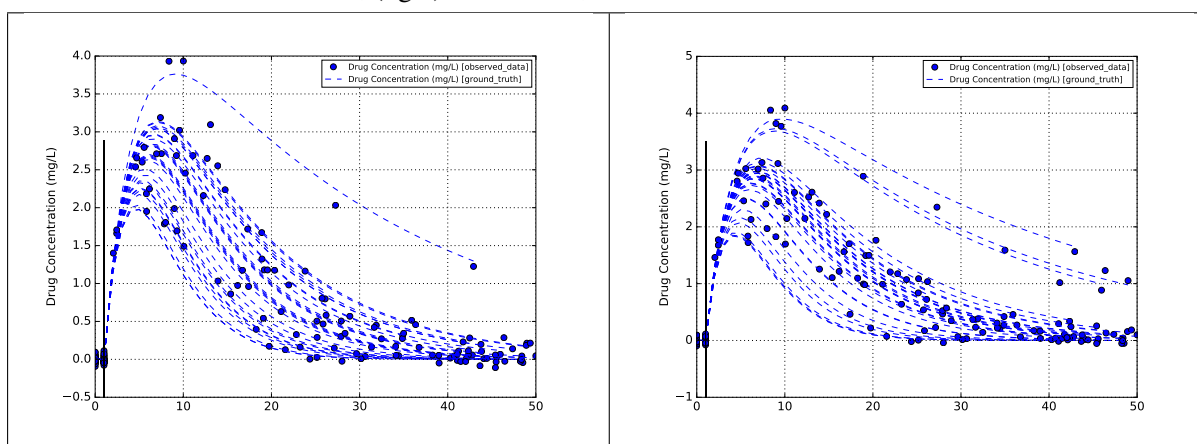 4.0
3.5
3.0
2.5
2.0
1.5
1.0
0.5
0.0
−0.5
Drug Concentration (mg/L)
Drug Concentration (mg/L) [observed_data]
Drug Concentration (mg/L) [ground_truth]
0 10 20 30 40 50
5
4
3
2
1
0
−1
Drug Concentration (mg/L)
Drug Concentration (mg/L) [observed_data]
Drug Concentration (mg/L) [ground_truth]
0 10 20 30 40 50